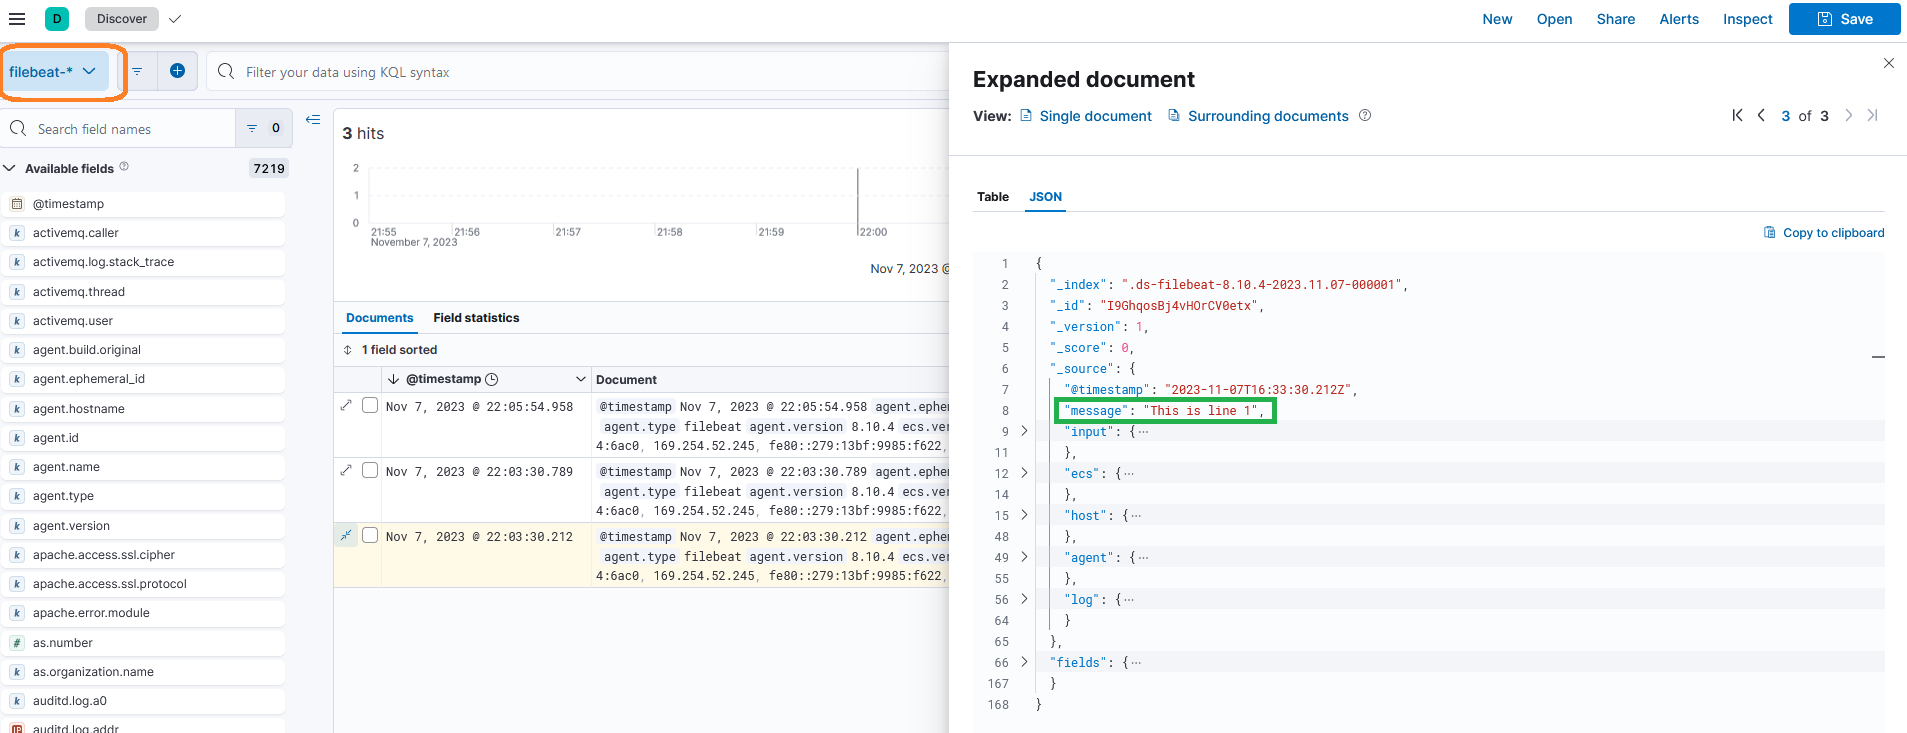 D Discover New Open Share Alerts Inspect Save
filebeat-* Filter your data using KQL syntax
Search field names 0
Available fields 7219
@timestamp
k activemq.caller
k activemq.log.stack_trace
k activemq.thread
k activemq.user
k agent.build.original
k agent.ephemeral_id
k agent.hostname
k agent.id
k agent.name
k agent.type
k agent.version
k apache.access.ssl.cipher
k apache.access.ssl.protocol
k apache.error.module
# as.number
k as.organization.name
k auditd.log.a0
IP auditd.log.addr
3 hits
2
1
0
21:55 21:56 21:57 21:58 21:59 22:00
November 7, 2023
Nov 7, 2023 @
Documents Field statistics
1 field sorted
@timestamp Document
Nov 7, 2023 @ 22:05:54.958 @timestamp Nov 7, 2023 @ 22:05:54.958 agent.ephem
agent.type filebeat agent.version 8.10.4 ecs.ver
4:6ac0, 169.254.52.245, fe80::279:13bf:9985:f622,
Nov 7, 2023 @ 22:03:30.789 @timestamp Nov 7, 2023 @ 22:03:30.789 agent.ephem
agent.type filebeat agent.version 8.10.4 ecs.ver
4:6ac0, 169.254.52.245, fe80::279:13bf:9985:f622,
Nov 7, 2023 @ 22:03:30.212 @timestamp Nov 7, 2023 @ 22:03:30.212 agent.ephem
agent.type filebeat agent.version 8.10.4 ecs.ver
4:6ac0, 169.254.52.245, fe80::279:13bf:9985:f622,
Expanded document
View: Single document Surrounding documents 3 of 3
Table JSON
Copy to clipboard
1 {
2 "_index": ".ds-filebeat-8.10.4-2023.11.07-000001",
3 "_id": "I9GhqosBj4vHOrCV0etx",
4 "_version": 1,
5 "_score": 0,
6 "_source": {
7 "@timestamp": "2023-11-07T16:33:30.212Z",
8 "message": "This is line 1",
9 "input": {…
11 },
12 "ecs": {…
14 },
15 "host": {…
48 },
49 "agent": {…
55 },
56 "log": {…
64 }
65 },
66 "fields": {…
167 }
168 }